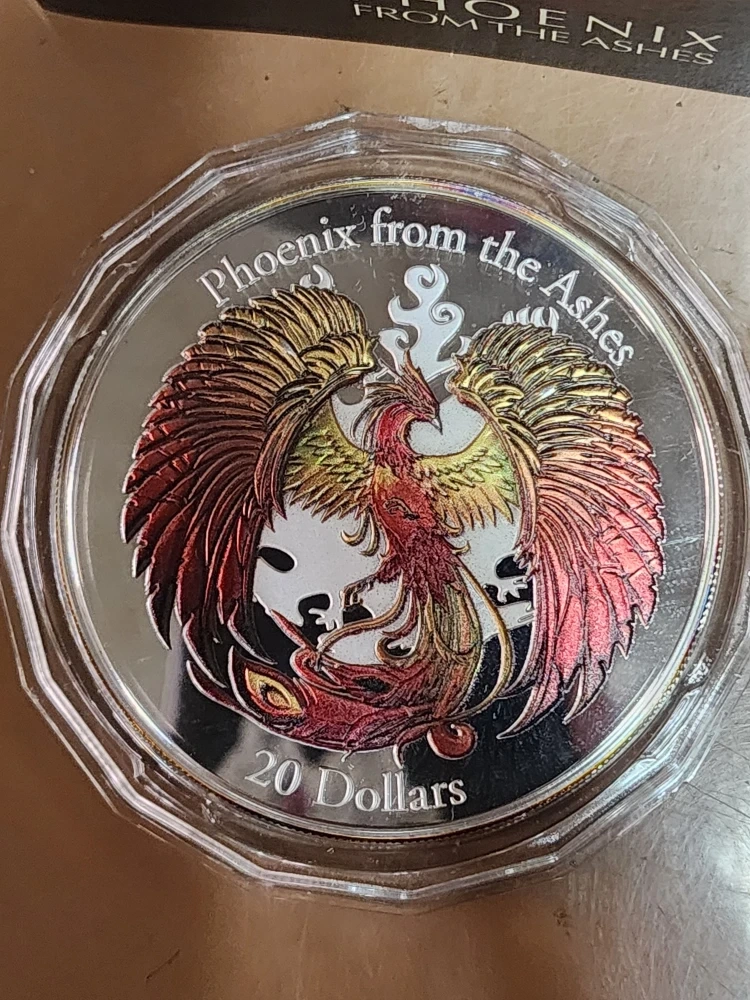 PHOENIX
FROM THE ASHES
Phoenix from the Ashes
20 Dollars